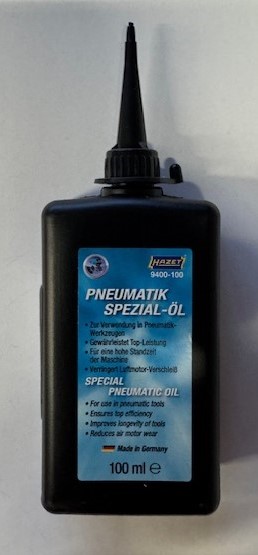 HAZET
9400-100
PNEUMATIK
SPEZIAL-ÖL
• Zur Verwendung in Pneumatik-
Werkzeugen
• Gewährleistet Top-Leistung
• Für eine hohe Standzeit
der Maschine
• Verringert Luftmotor-Verschleiß
SPECIAL
PNEUMATIC OIL
• For use in pneumatic tools
• Ensures top efficiency
• Improves longevity of tools
• Reduces air motor wear
Made in Germany
100 ml ℮